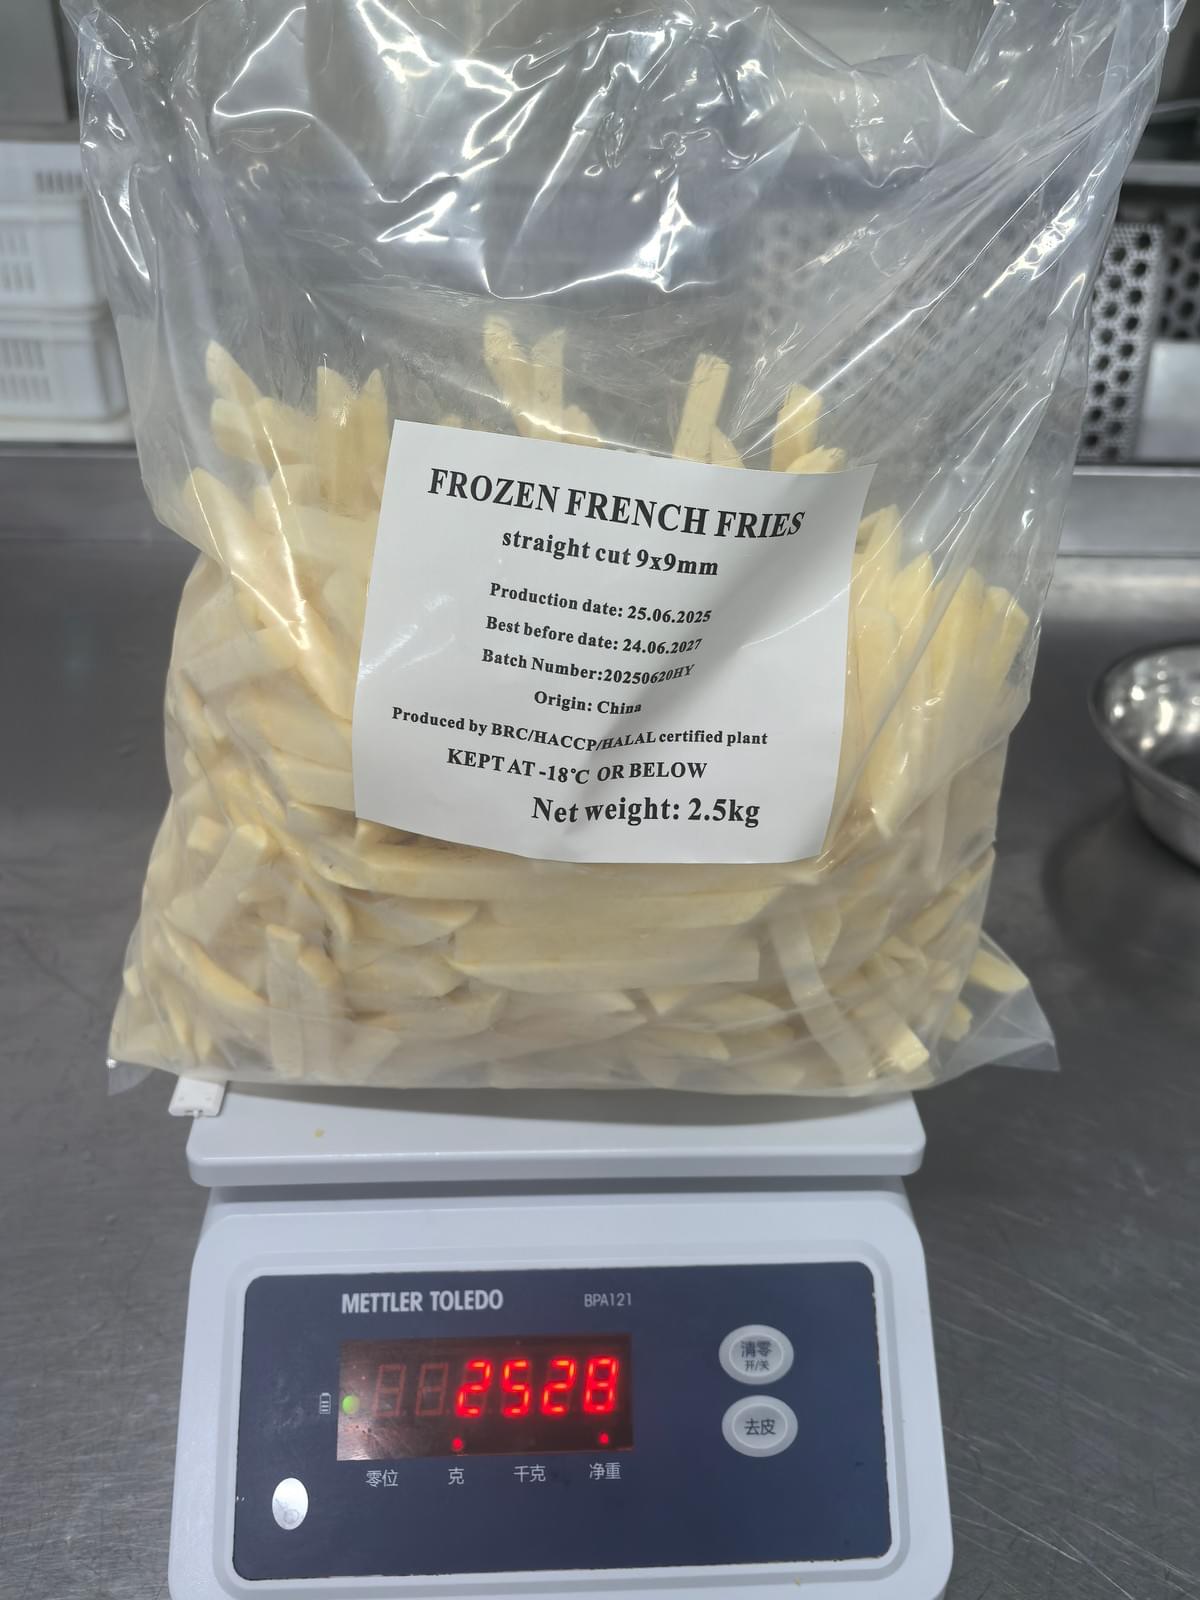 FROZEN FRENCH FRIES
straight cut 9x9mm
Production date: 25.06.2025
Best before date: 24.06.2027
Batch Number:20250620HY
Origin: China
Produced by BRC/HACCP/HALAL certified plant
KEPT AT -18°C OR BELOW
Net weight: 2.5kg
METTLER TOLEDO BPA121
2528
清零
开/关
去皮
零位 克 千克 净重